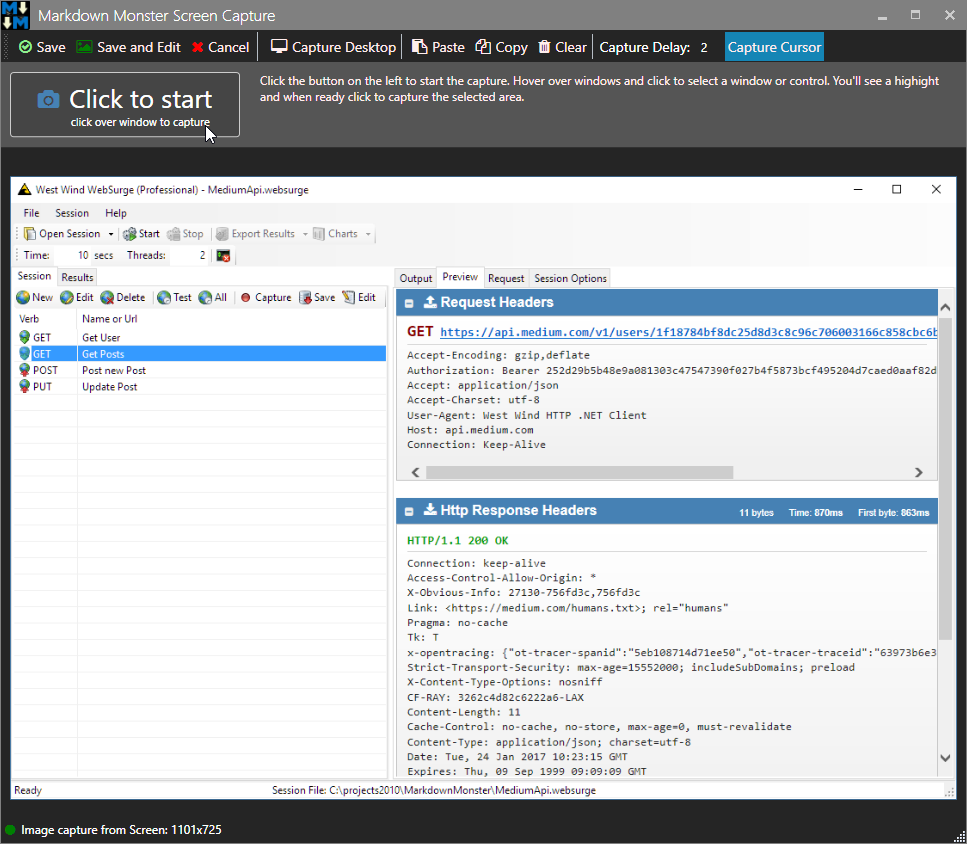 Markdown Monster Screen Capture
Save Save and Edit Cancel Capture Desktop Paste Copy Clear Capture Delay: 2 Capture Cursor
Click to start
click over window to capture
Click the button on the left to start the capture. Hover over windows and click to select a window or control. You'll see a highight
and when ready click to capture the selected area.
West Wind WebSurge (Professional) - MediumApi.websurge
File Session Help
Open Session Start Stop Export Results Charts
Time: 10 secs Threads: 2
Session Results
New Edit Delete Test All Capture Save Edit
Verb Name or Url
GET Get User
GET Get Posts
POST Post new Post
PUT Update Post
Output Preview Request Session Options
Request Headers
GET https://api.medium.com/v1/users/1f18784bf8dc25d8d3c8c96c706003166c858cbc6b
Accept-Encoding: gzip,deflate
Authorization: Bearer 252d29b5b48e9a081303c47547390f027b4f5873bcf495204d7caed0aaf82d
Accept: application/json
Accept-Charset: utf-8
User-Agent: West Wind HTTP .NET Client
Host: api.medium.com
Connection: Keep-Alive
Http Response Headers 11 bytes Time: 870ms First byte: 863ms
HTTP/1.1 200 OK
Connection: keep-alive
Access-Control-Allow-Origin: *
X-Obvious-Info: 27130-756fd3c,756fd3c
Link: <https://medium.com/humans.txt>; rel="humans"
Pragma: no-cache
Tk: T
x-opentracing: {"ot-tracer-spanid":"5eb108714d71ee50","ot-tracer-traceid":"63973b6e3
Strict-Transport-Security: max-age=15552000; includeSubDomains; preload
X-Content-Type-Options: nosniff
CF-RAY: 3262c4d82c6222a6-LAX
Content-Length: 11
Cache-Control: no-cache, no-store, max-age=0, must-revalidate
Content-Type: application/json; charset=utf-8
Date: Tue, 24 Jan 2017 10:23:15 GMT
Expires: Thu, 09 Sep 1999 09:09:09 GMT
Ready Session File: C:\projects2010\MarkdownMonster\MediumApi.websurge
Image capture from Screen: 1101x725